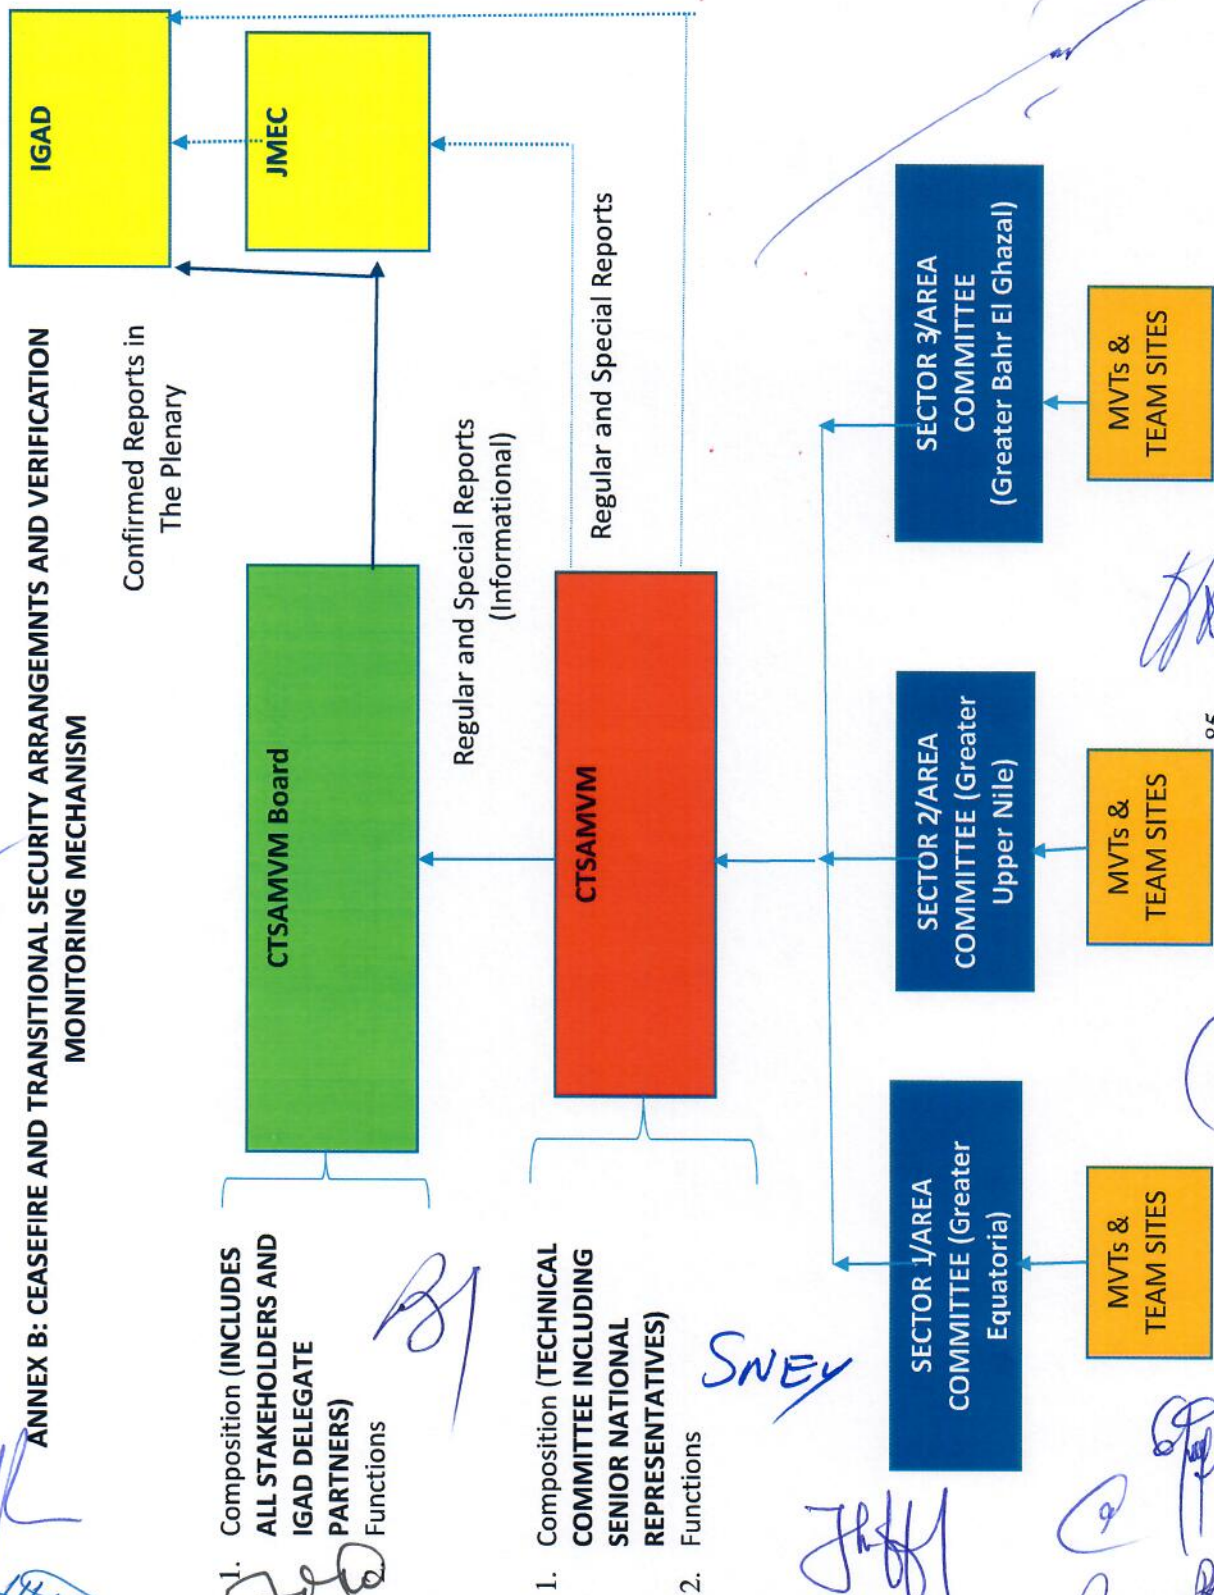 ANNEX B: CEASEFIRE AND TRANSITIONAL SECURITY ARRANGEMNTS AND VERIFICATION
MONITORING MECHANISM
IGAD
Confirmed Reports in
The Plenary
1. Composition (INCLUDES
ALL STAKEHOLDERS AND
IGAD DELEGATE
PARTNERS)
2. Functions
CTSAMVM Board
JMEC
Regular and Special Reports
(Informational)
1. Composition (TECHNICAL
COMMITTEE INCLUDING
SENIOR NATIONAL
REPRESENTATIVES)
2. Functions
CTSAMVM
Regular and Special Reports
SECTOR 1/AREA
COMMITTEE (Greater
Equatoria)
SECTOR 2/AREA
COMMITTEE (Greater
Upper Nile)
SECTOR 3/AREA
COMMITTEE
(Greater Bahr El Ghazal)
MVTs &
TEAM SITES
MVTs &
TEAM SITES
MVTs &
TEAM SITES